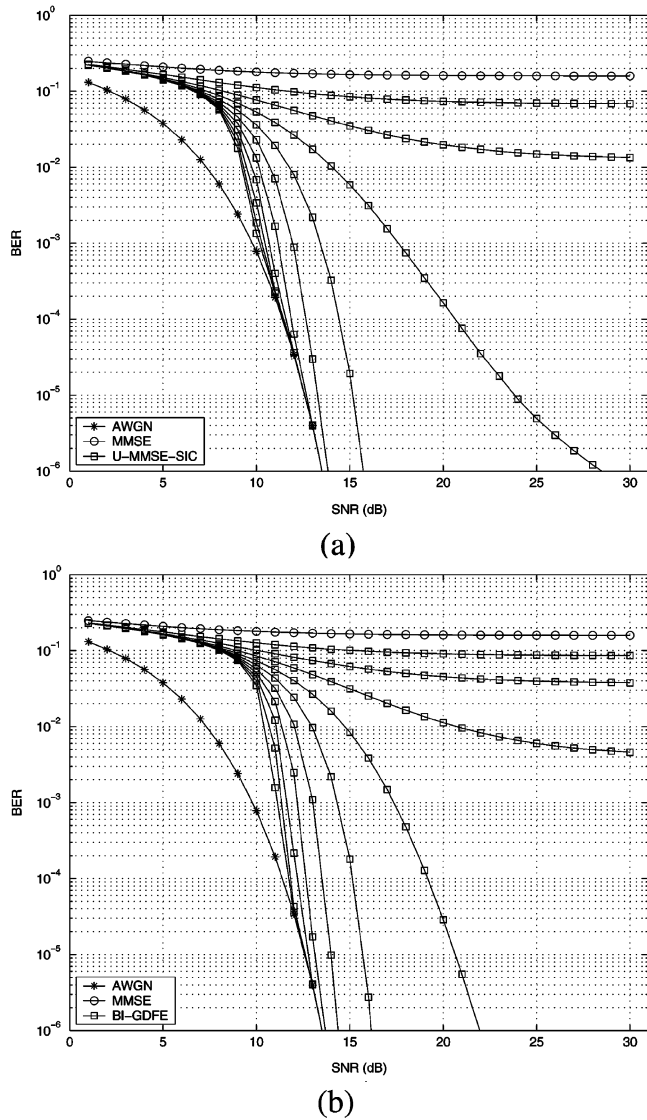 10⁰
10⁻¹
10⁻²
10⁻³
10⁻⁴
10⁻⁵
10⁻⁶
BER
AWGN
MMSE
U-MMSE-SIC
0 5 10 15 20 25 30
SNR (dB)
(a)
10⁰
10⁻¹
10⁻²
10⁻³
10⁻⁴
10⁻⁵
10⁻⁶
BER
AWGN
MMSE
BI-GDFE
0 5 10 15 20 25 30
SNR (dB)
(b)